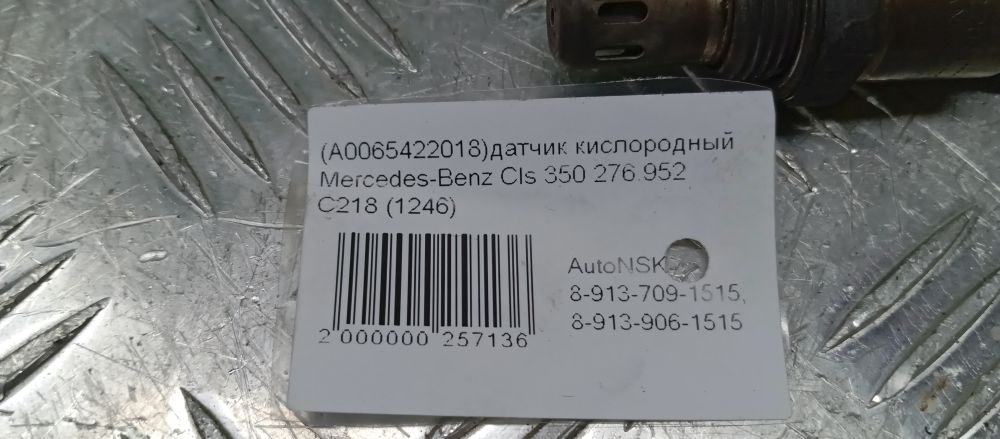 (A0065422018)датчик кислородный
Mercedes-Benz Cls 350 276.952
C218 (1246)
2 000000 257136
AutoNSK
8-913-709-1515,
8-913-906-1515